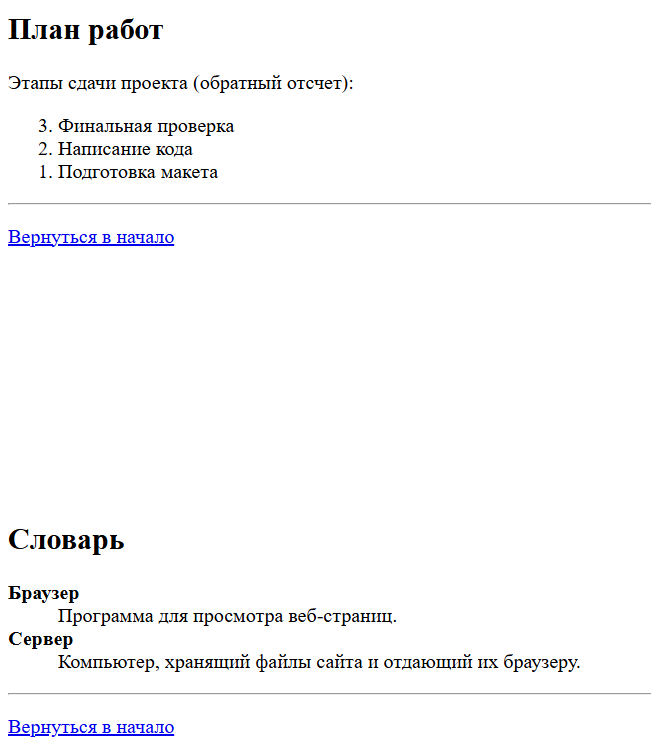 План работ
Этапы сдачи проекта (обратный отсчет):
3. Финальная проверка
2. Написание кода
1. Подготовка макета
Вернуться в начало
Словарь
Браузер
Программа для просмотра веб-страниц.
Сервер
Компьютер, хранящий файлы сайта и отдающий их браузеру.
Вернуться в начало